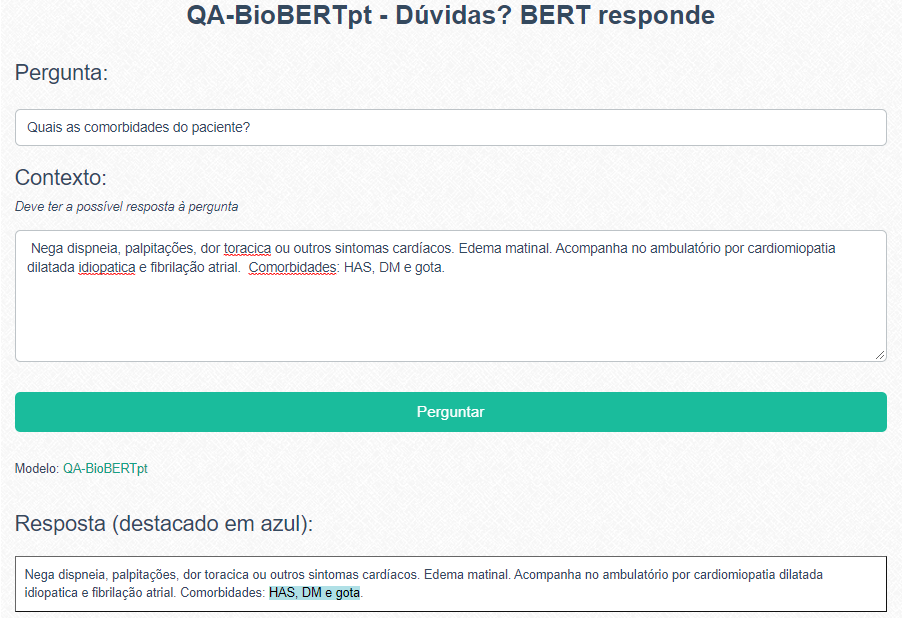 QA-BioBERTpt - Dúvidas? BERT responde
Pergunta:
Quais as comorbidades do paciente?
Contexto:
Deve ter a possível resposta à pergunta
Nega dispneia, palpitações, dor toracica ou outros sintomas cardíacos. Edema matinal. Acompanha no ambulatório por cardiomiopatia
dilatada idiopatica e fibrilação atrial. Comorbidades: HAS, DM e gota.
Perguntar
Modelo: QA-BioBERTpt
Resposta (destacado em azul):
Nega dispneia, palpitações, dor toracica ou outros sintomas cardíacos. Edema matinal. Acompanha no ambulatório por cardiomiopatia dilatada
idiopatica e fibrilação atrial. Comorbidades: HAS, DM e gota.